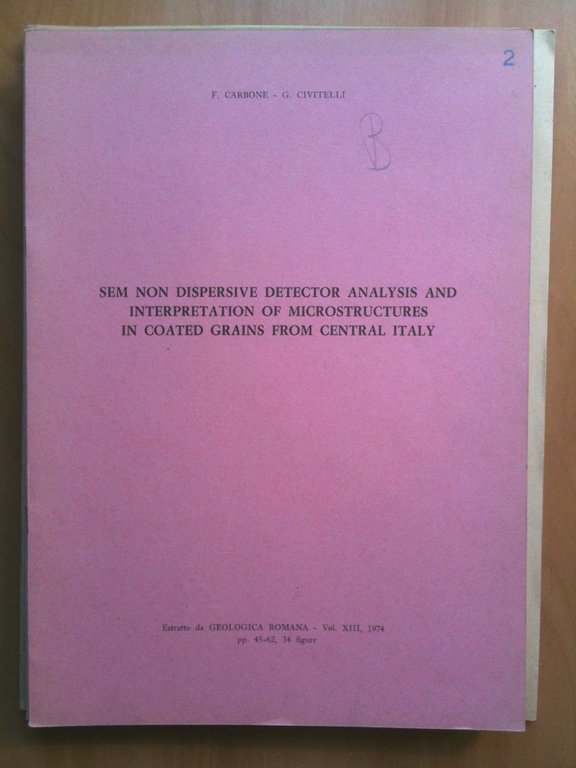 2
F. CARBONE - G. CIVITELLI
B
SEM NON DISPERSIVE DETECTOR ANALYSIS AND
INTERPRETATION OF MICROSTRUCTURES
IN COATED GRAINS FROM CENTRAL ITALY
Estratto da GEOLOGICA ROMANA - Vol. XIII, 1974
pp. 45-62, 34 figure